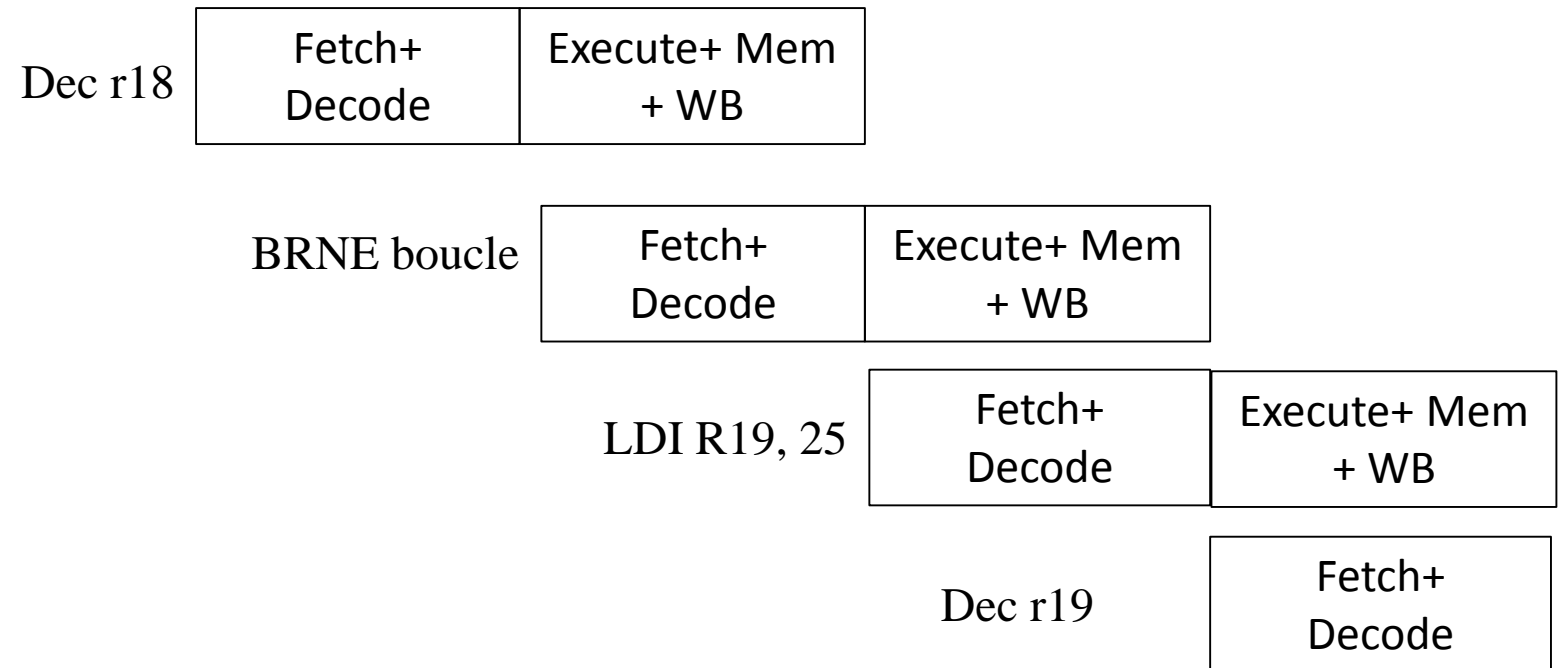 Dec r18
Fetch+
Decode
Execute+ Mem
+ WB
BRNE boucle
Fetch+
Decode
Execute+ Mem
+ WB
LDI R19, 25
Fetch+
Decode
Execute+ Mem
+ WB
Dec r19
Fetch+
Decode